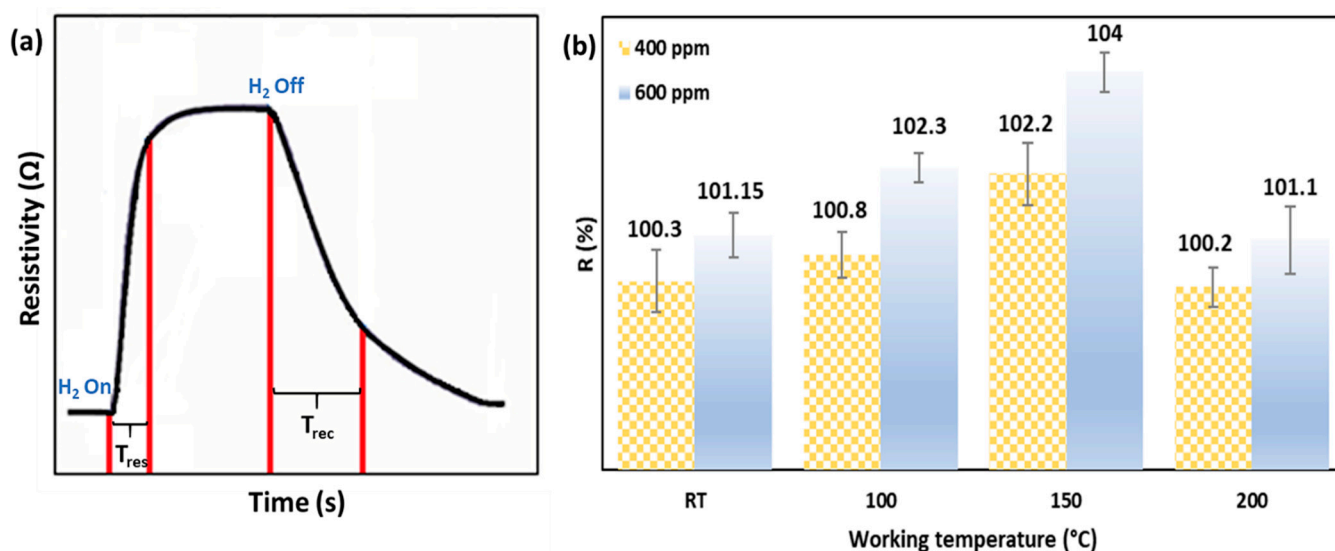 (a)
Resistivity (Ω)
H₂ On
H₂ Off
Tres
Trec
Time (s)
(b)
400 ppm
600 ppm
R (%)
100.3
101.15
100.8
102.3
102.2
104
100.2
101.1
RT
100
150
200
Working temperature (°C)